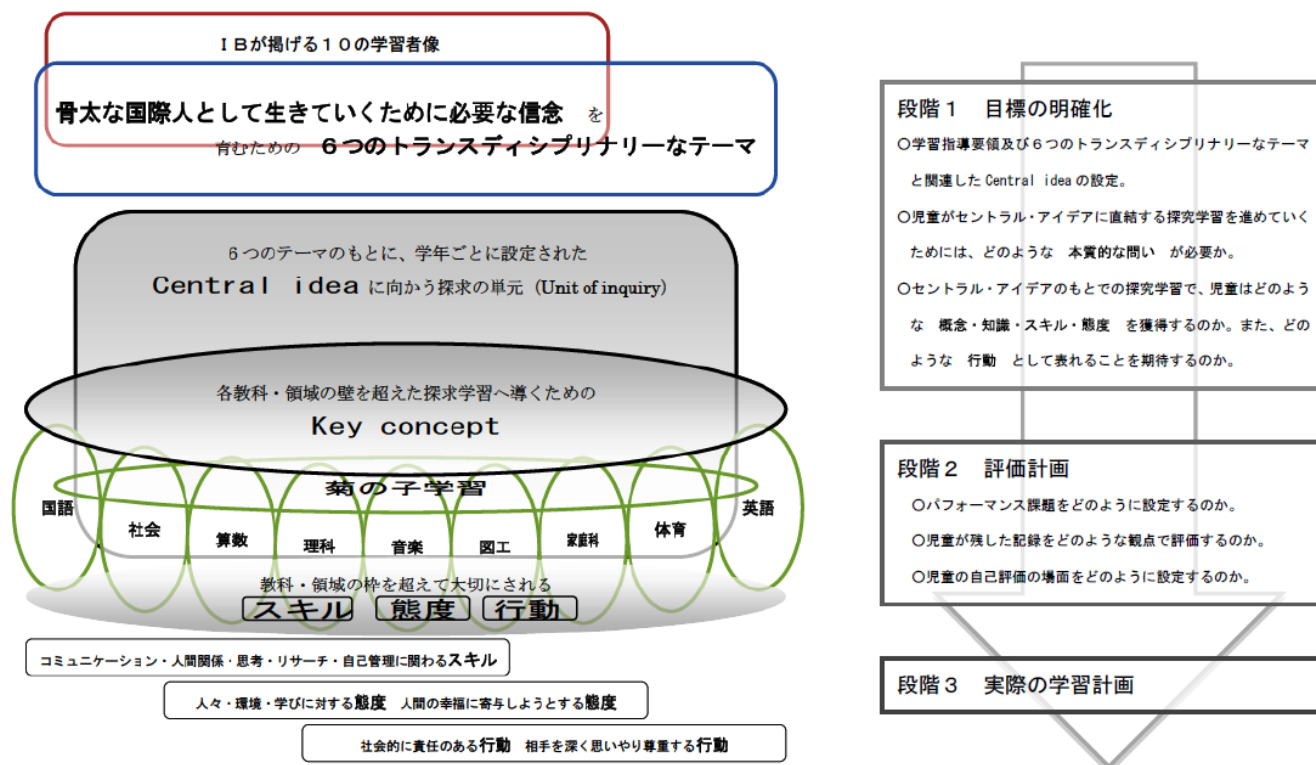 ＩＢが掲げる１０の学習者像
骨太な国際人として生きていくために必要な信念　を
育むための　６つのトランスディシプリナリーなテーマ
６つのテーマのもとに、学年ごとに設定された
Central idea に向かう探求の単元（Unit of inquiry）
各教科・領域の壁を超えた探求学習へ導くための
Key concept
菊の子学習
国語
社会
算数
理科
音楽
図工
家庭科
体育
英語
教科・領域の枠を超えて大切にされる
スキル　態度　行動
コミュニケーション・人間関係・思考・リサーチ・自己管理に関わるスキル
人々・環境・学びに対する態度　人間の幸福に寄与しようとする態度
社会的に責任のある行動　相手を深く思いやり尊重する行動
段階１　目標の明確化
○学習指導要領及び６つのトランスディシプリナリーなテーマ
と関連した Central idea の設定。
○児童がセントラル・アイデアに直結する探究学習を進めていく
ためには、どのような　本質的な問い　が必要か。
○セントラル・アイデアのもとでの探究学習で、児童はどのよう
な　概念・知識・スキル・態度　を獲得するのか。また、どの
ような　行動　として表れることを期待するのか。
段階２　評価計画
○パフォーマンス課題をどのように設定するのか。
○児童が残した記録をどのような観点で評価するのか。
○児童の自己評価の場面をどのように設定するのか。
段階３　実際の学習計画